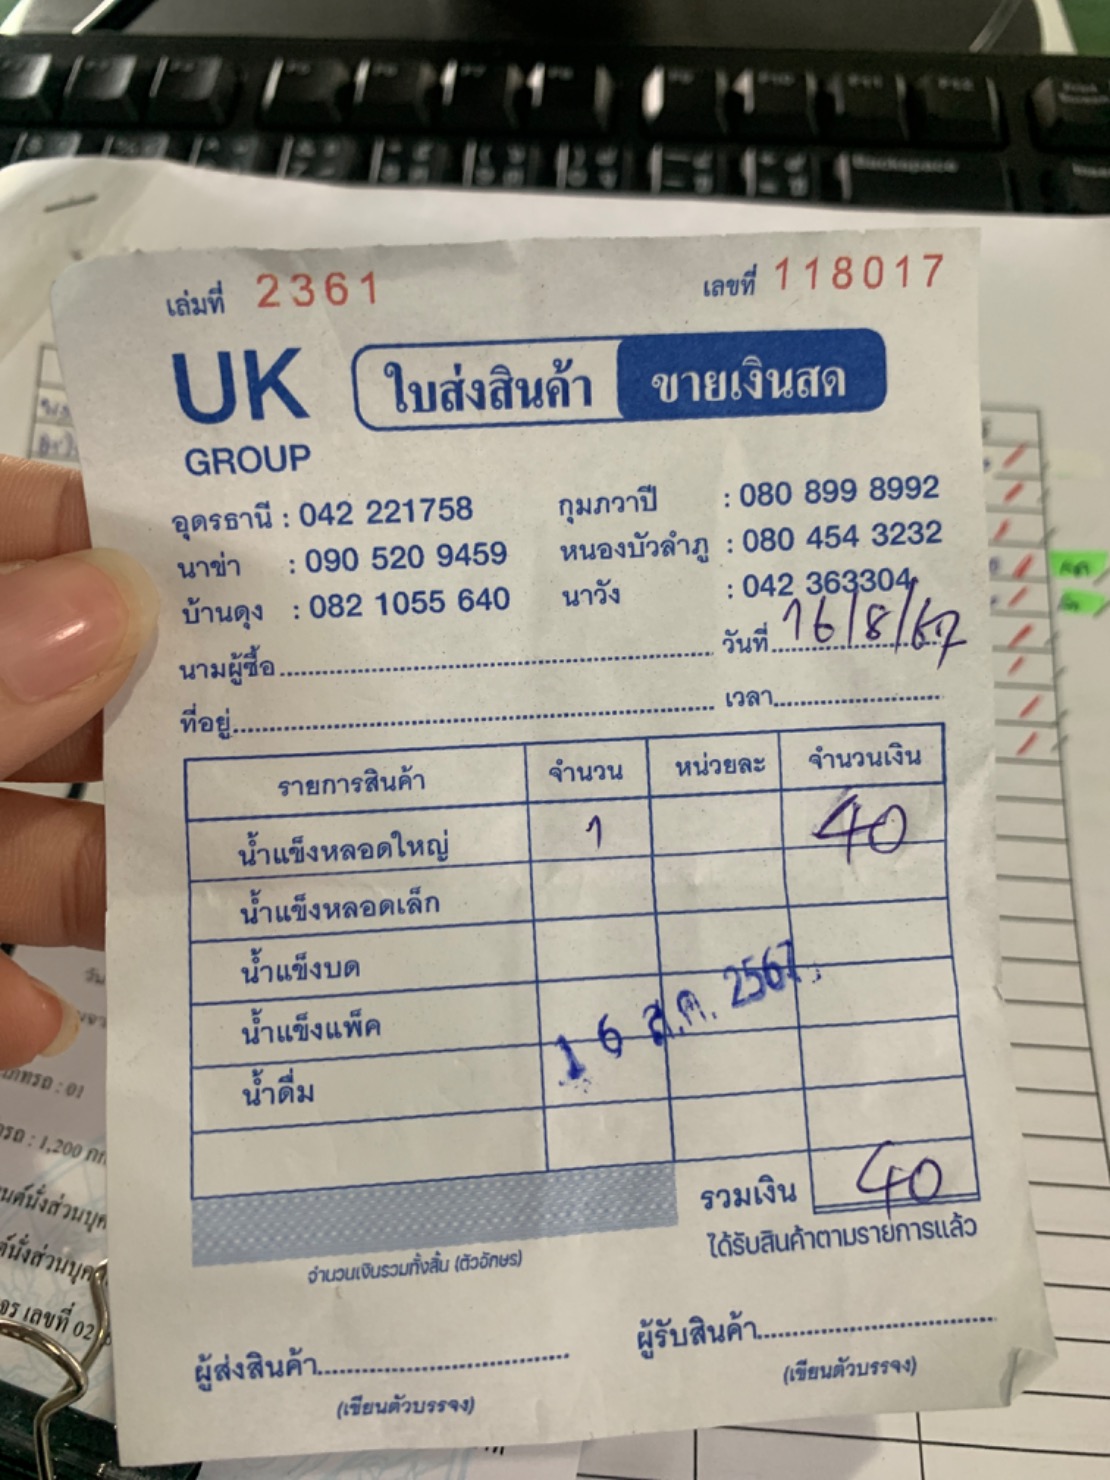 Backspace
เล่มที่ 2361 เลขที่ 118017
UK GROUP
ใบส่งสินค้า ขายเงินสด
อุดรธานี : 042 221758 กุมภวาปี : 080 899 8992
นาข่า : 090 520 9459 หนองบัวลำภู : 080 454 3232
บ้านดุง : 082 1055 640 นาวัง : 042 363304
นามผู้ซื้อ วันที่ 16/8/67
ที่อยู่ เวลา
รายการสินค้า จำนวน หน่วยละ จำนวนเงิน
น้ำแข็งหลอดใหญ่ 1 40
น้ำแข็งหลอดเล็ก
น้ำแข็งบด
น้ำแข็งแพ็ค
น้ำดื่ม
16 ส.ค. 2567
รวมเงิน 40
จำนวนเงินรวมทั้งสิ้น (ตัวอักษร)
ได้รับสินค้าตามรายการแล้ว
ผู้ส่งสินค้า ผู้รับสินค้า
(เขียนตัวบรรจง) (เขียนตัวบรรจง)
: 01
: 1,200 กก
เลขที่ 02